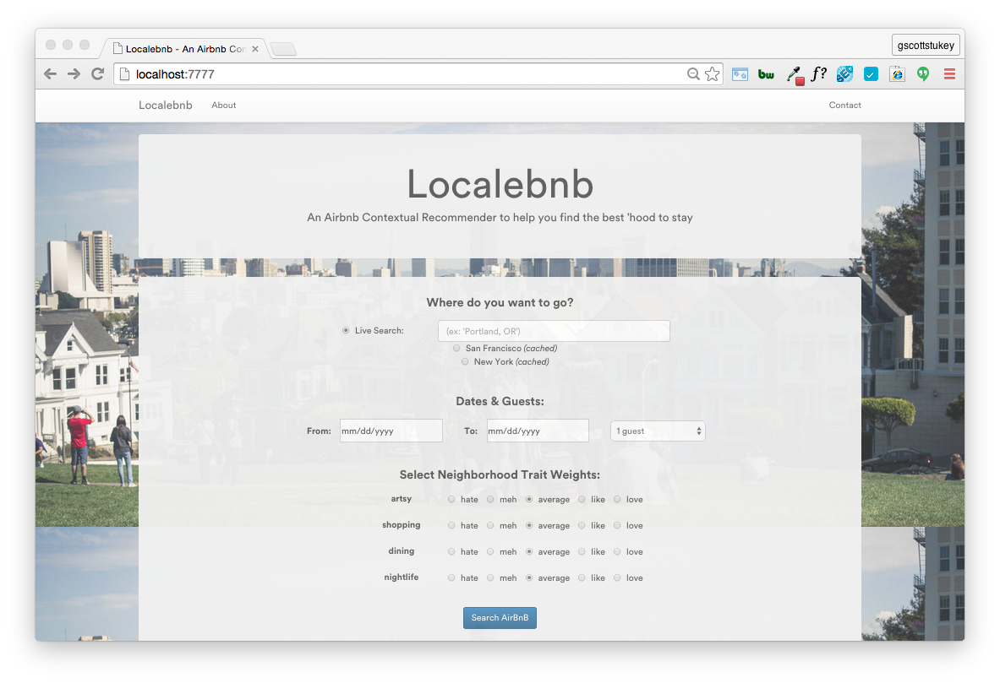 Localebnb - An Airbnb Con
gscottstukey
localhost:7777
bw
f?
Localebnb About Contact
Localebnb
An Airbnb Contextual Recommender to help you find the best 'hood to stay
Where do you want to go?
Live Search: (ex: 'Portland, OR')
San Francisco (cached)
New York (cached)
Dates & Guests:
From: mm/dd/yyyy To: mm/dd/yyyy 1 guest
Select Neighborhood Trait Weights:
artsy hate meh average like love
shopping hate meh average like love
dining hate meh average like love
nightlife hate meh average like love
Search AirBnB